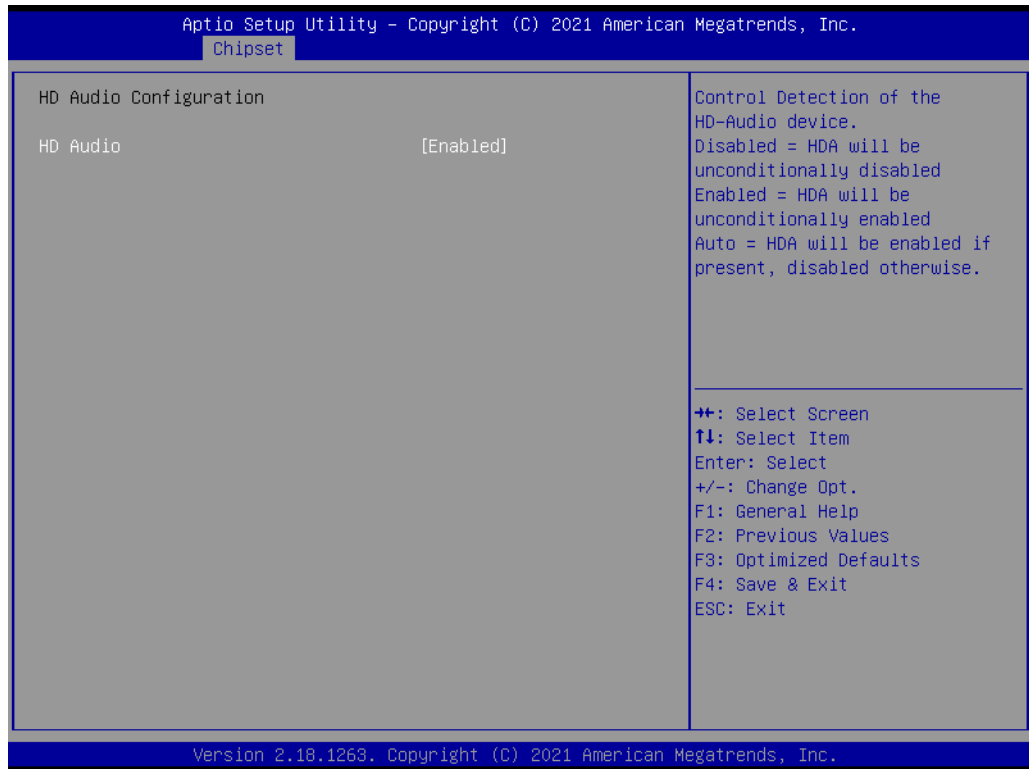 Aptio Setup Utility – Copyright (C) 2021 American Megatrends, Inc.
Chipset
HD Audio Configuration
HD Audio [Enabled]
Control Detection of the
HD-Audio device.
Disabled = HDA will be
unconditionally disabled
Enabled = HDA will be
unconditionally enabled
Auto = HDA will be enabled if
present, disabled otherwise.
→←: Select Screen
↑↓: Select Item
Enter: Select
+/-: Change Opt.
F1: General Help
F2: Previous Values
F3: Optimized Defaults
F4: Save & Exit
ESC: Exit
Version 2.18.1263. Copyright (C) 2021 American Megatrends, Inc.